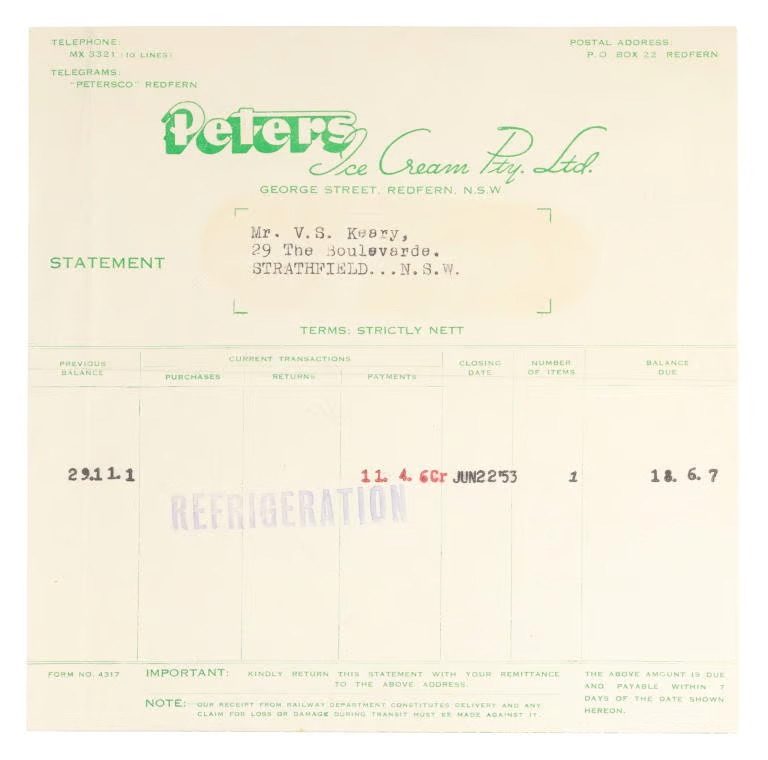 TELEPHONE:
MX 3321 (10 LINES)
TELEGRAMS:
"PETERSCO" REDFERN
POSTAL ADDRESS
P.O. BOX 22 REDFERN
Peters
Ice Cream Pty. Ltd.
GEORGE STREET, REDFERN, N.S.W
STATEMENT
Mr. V.S. Keary,
29 The Boulevarde.
STRATHFIELD...N.S.W.
TERMS: STRICTLY NETT
PREVIOUS BALANCE
CURRENT TRANSACTIONS
PURCHASES
RETURNS
PAYMENTS
CLOSING DATE
NUMBER OF ITEMS
BALANCE DUE
29.11.1 11. 4. 6Cr JUN22'53 1 18. 6. 7
REFRIGERATION
FORM NO. 4317
IMPORTANT: KINDLY RETURN THIS STATEMENT WITH YOUR REMITTANCE
TO THE ABOVE ADDRESS.
NOTE: OUR RECEIPT FROM RAILWAY DEPARTMENT CONSTITUTES DELIVERY AND ANY
CLAIM FOR LOSS OR DAMAGE DURING TRANSIT MUST BE MADE AGAINST IT.
THE ABOVE AMOUNT IS DUE
AND PAYABLE WITHIN 7
DAYS OF THE DATE SHOWN
HEREON.